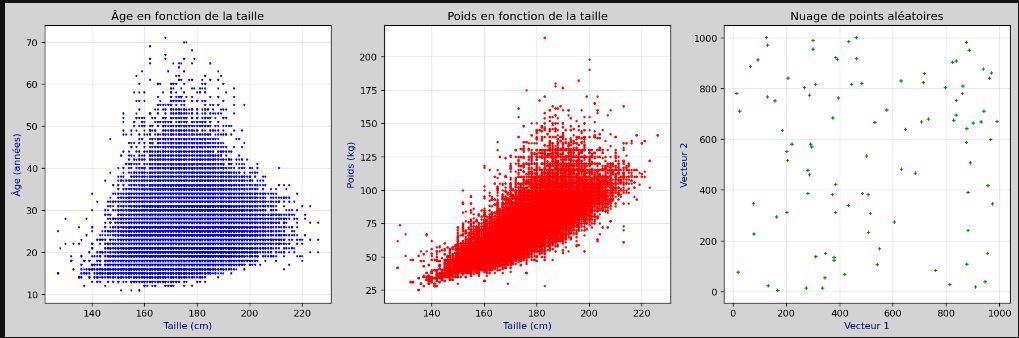 Âge en fonction de la taille
70
60
50
40
30
20
10
Âge (années)
140 160 180 200 220
Taille (cm)
Poids en fonction de la taille
200
175
150
125
100
75
50
25
Poids (kg)
140 160 180 200 220
Taille (cm)
Nuage de points aléatoires
1000
800
600
400
200
0
Vecteur 2
0 200 400 600 800 1000
Vecteur 1